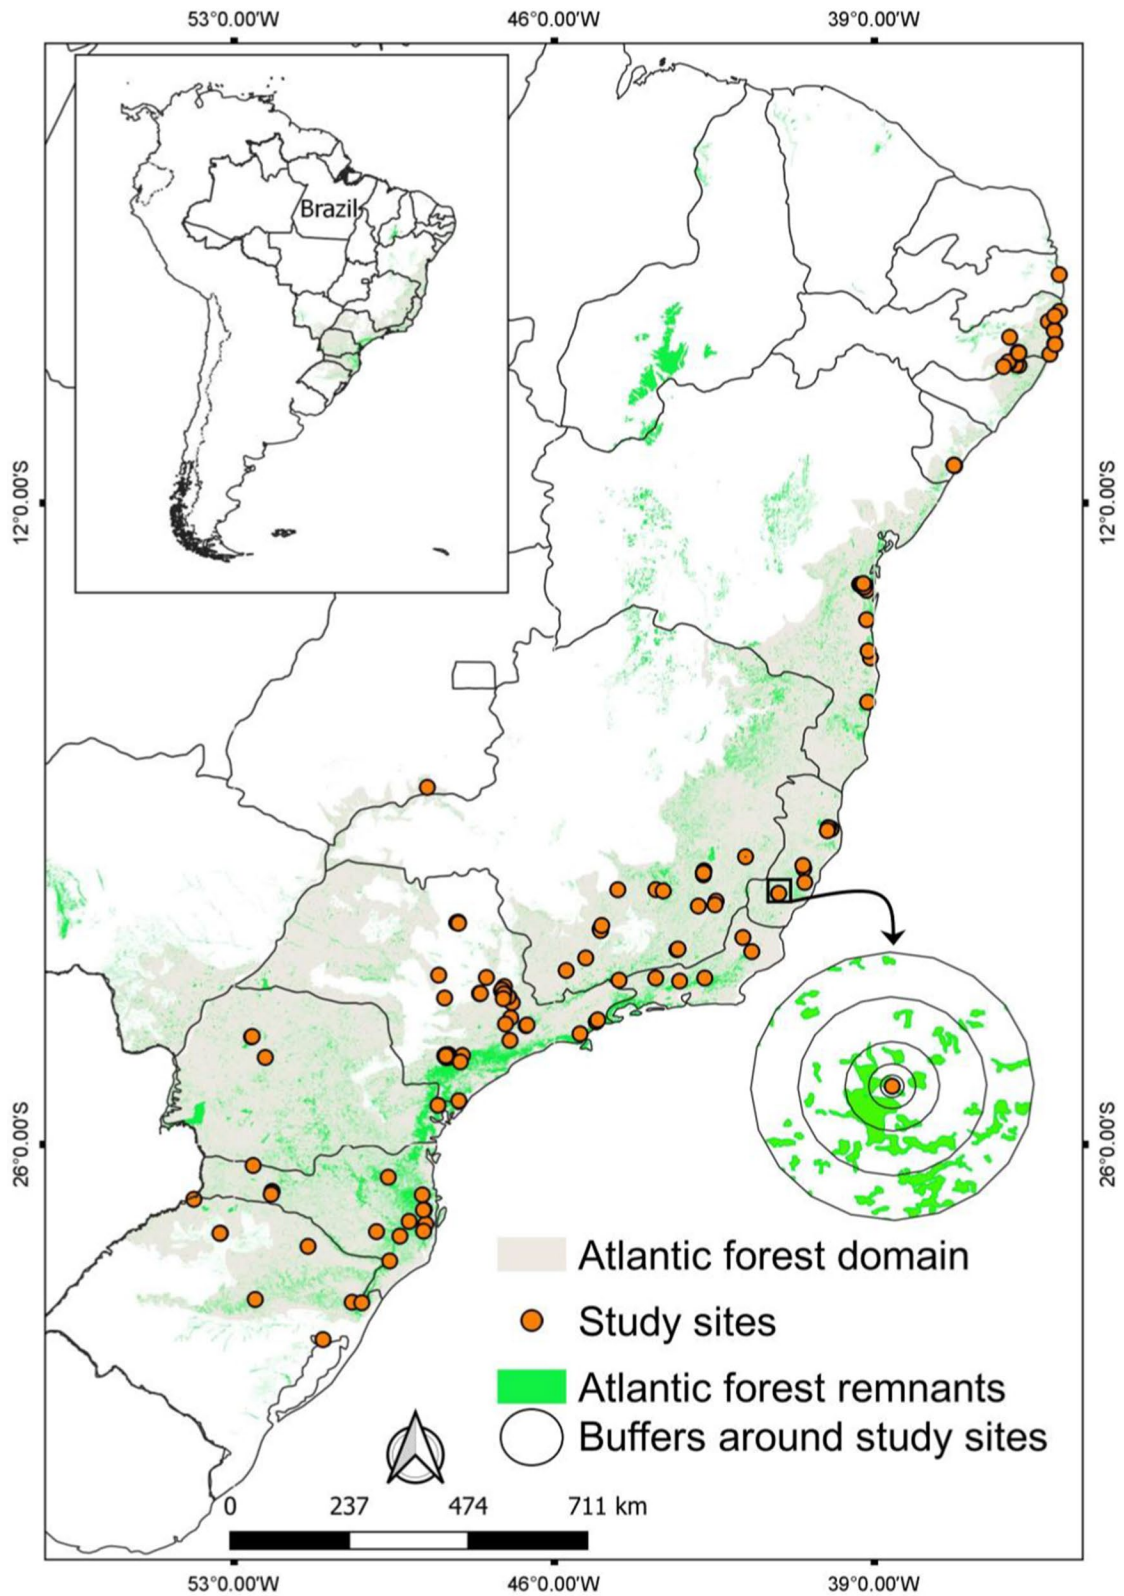 53°0.00'W 46°0.00'W 39°0.00'W
Brazil
12°0.00'S 12°0.00'S
26°0.00'S 26°0.00'S
Atlantic forest domain
Study sites
Atlantic forest remnants
Buffers around study sites
0 237 474 711 km
53°0.00'W 46°0.00'W 39°0.00'W